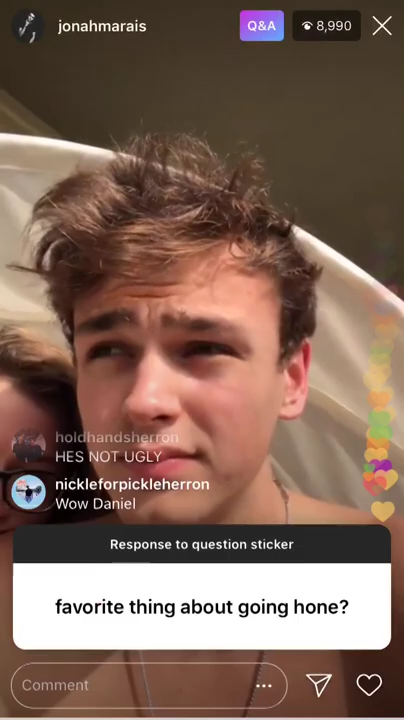 jonahmarais
Q&A
8,990
holdhandsherron
HES NOT UGLY
nickleforpickleherron
Wow Daniel
Response to question sticker
favorite thing about going hone?
Comment